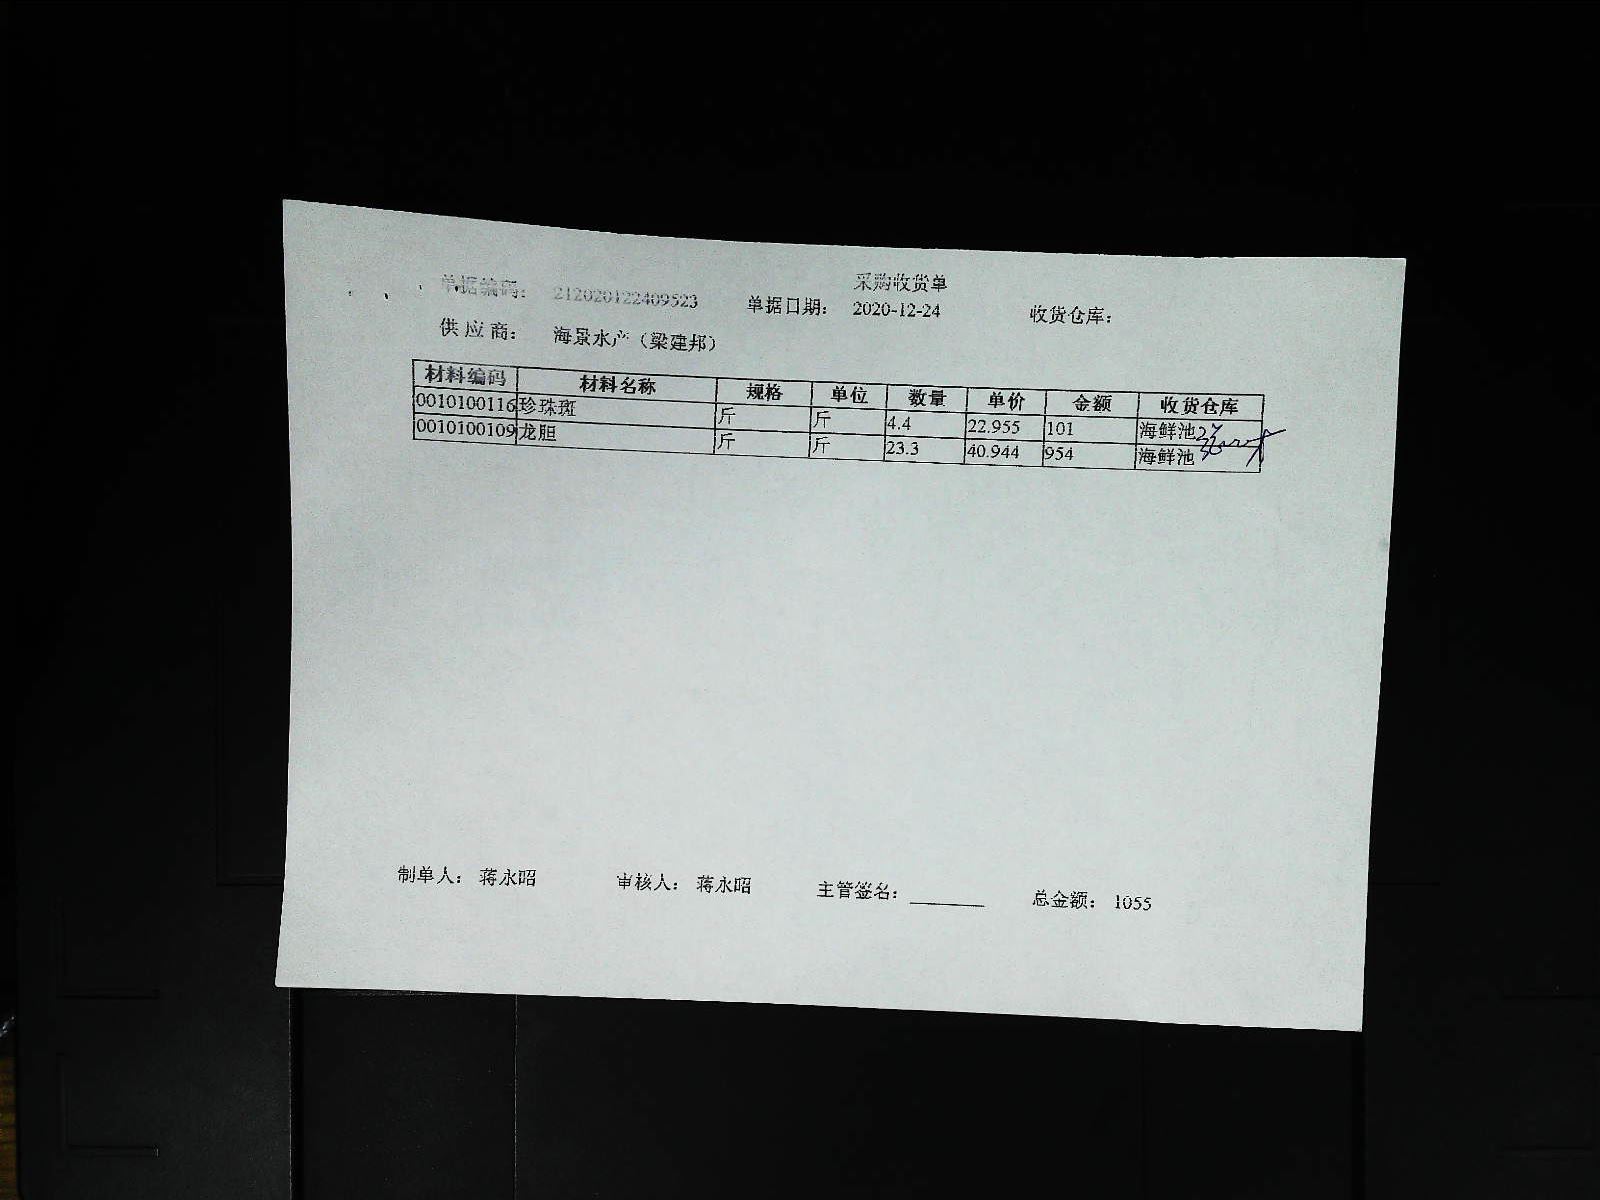 采购收货单
单据编码： 212020122409523 单据日期： 2020-12-24 收货仓库：
供 应 商： 海景水产（梁建邦）
材料编码 材料名称 规格 单位 数量 单价 金额 收货仓库
0010100116 珍珠斑 斤 斤 4.4 22.955 101 海鲜池
0010100109 龙胆 斤 斤 23.3 40.944 954 海鲜池
制单人： 蒋永昭 审核人： 蒋永昭 主管签名： 总金额： 1055